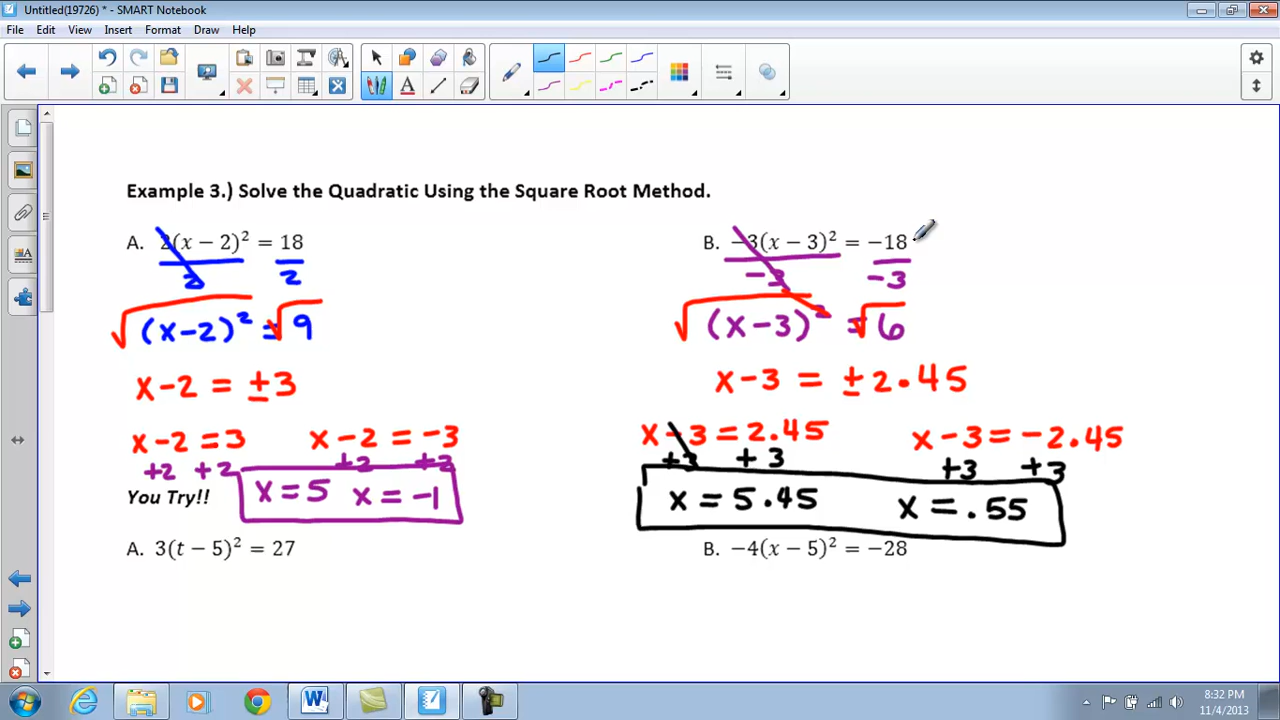 Untitled(19726) * - SMART Notebook
File Edit View Insert Format Draw Help
Example 3.) Solve the Quadratic Using the Square Root Method.
A. 2(x − 2)² = 18
2 2
√(x-2)² = √9
x-2 = ±3
x-2 = 3 x-2 = -3
+2 +2 +2 +2
x = 5 x = -1
B. −3(x − 3)² = −18
-3 -3
√(x-3)² = √6
x-3 = ±2.45
x-3 = 2.45 x-3 = -2.45
+3 +3 +3 +3
x = 5.45 x = .55
You Try!!
A. 3(t − 5)² = 27
B. −4(x − 5)² = −28
8:32 PM
11/4/2013